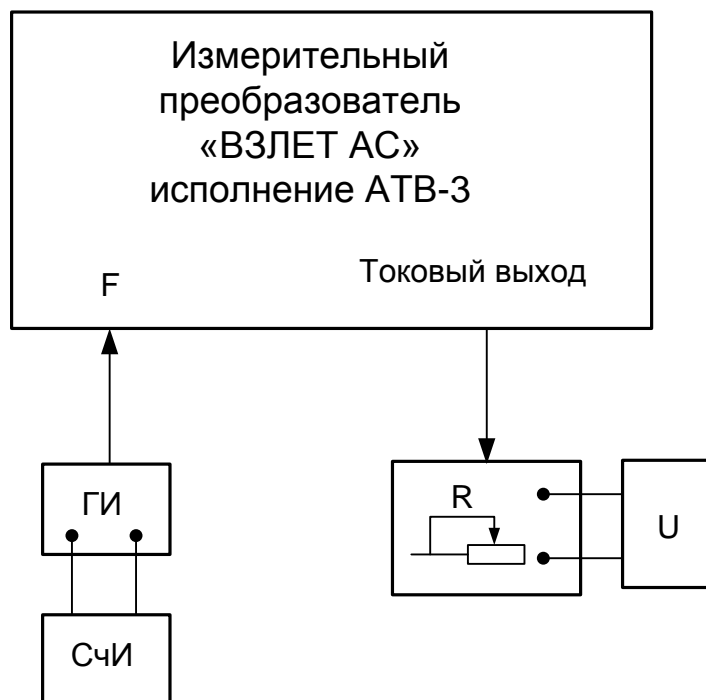 Измерительный
преобразователь
«ВЗЛЕТ АС»
исполнение АТВ-3
F
Токовый выход
ГИ
R
U
СчИ